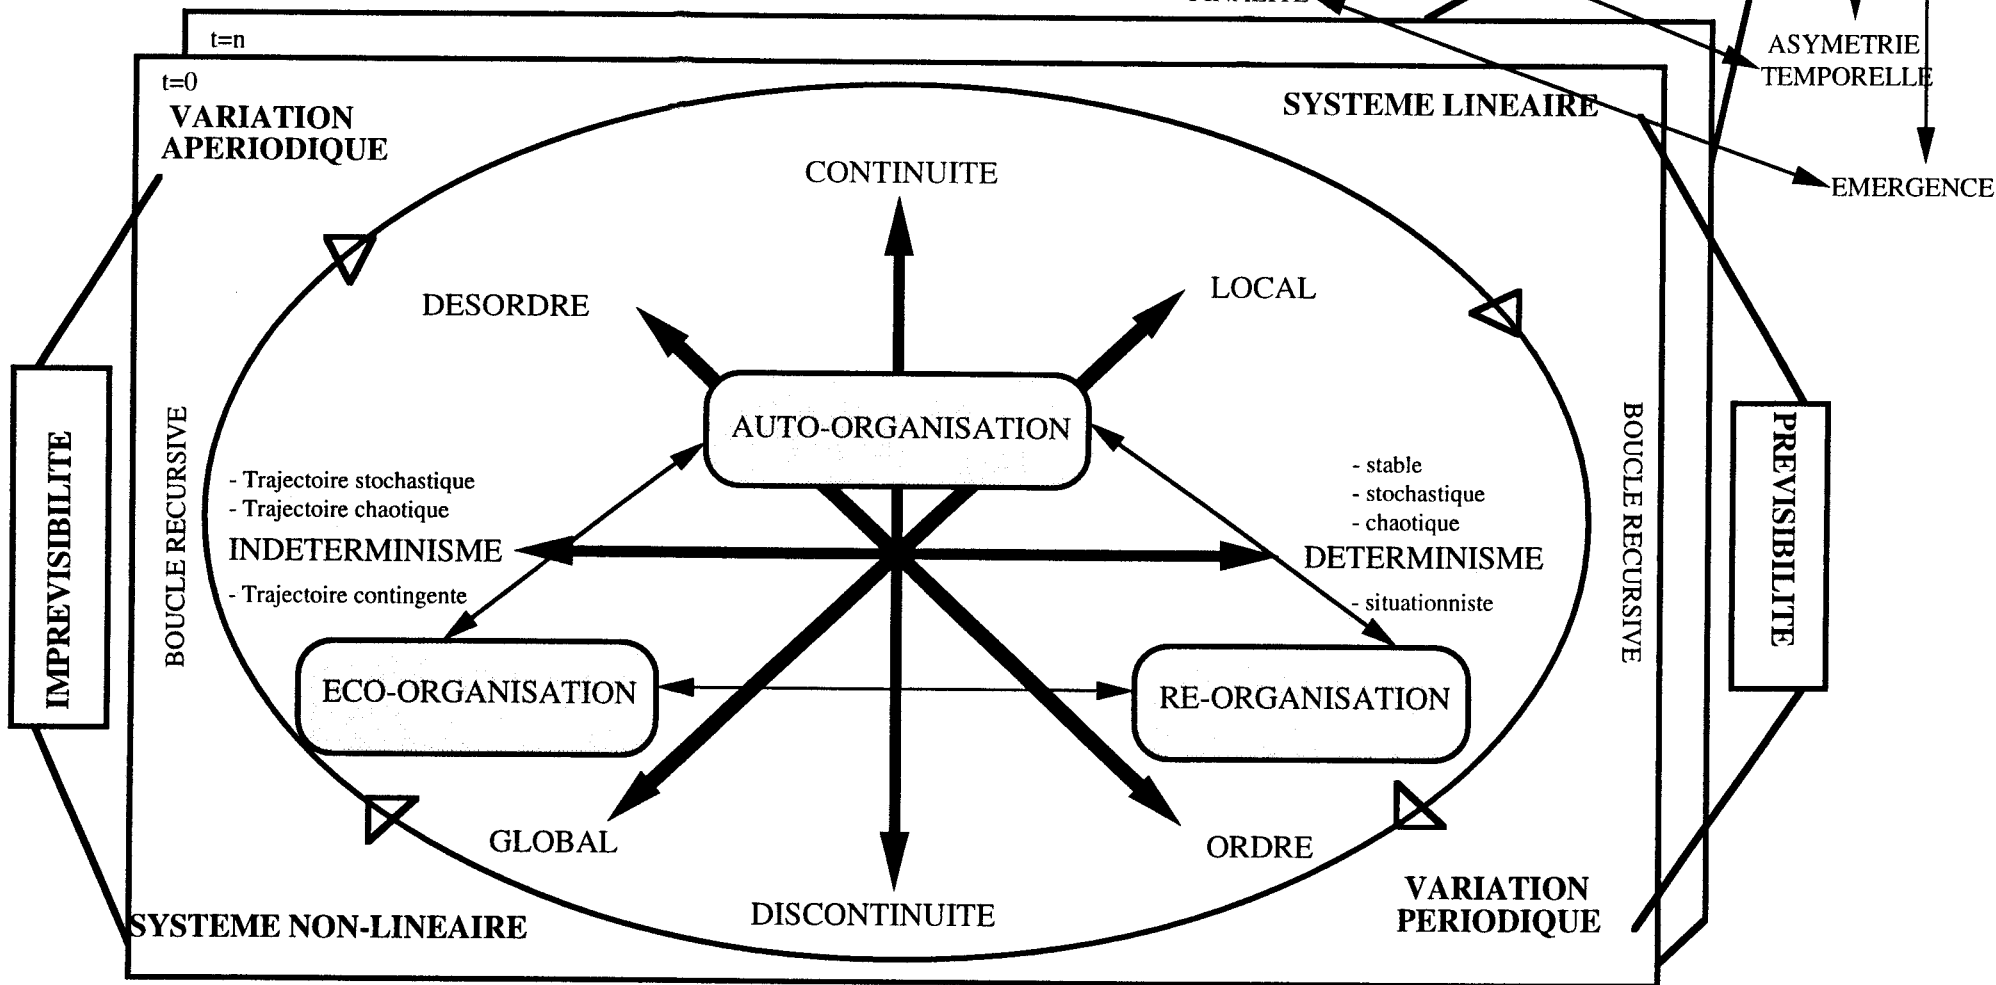 t=n
ASYMETRIE
TEMPORELLE
t=0
VARIATION
APERIODIQUE
SYSTEME LINEAIRE
EMERGENCE
CONTINUITE
DESORDRE
LOCAL
AUTO-ORGANISATION
BOUCLE RECURSIVE
IMPREVISIBILITE
- Trajectoire stochastique
- Trajectoire chaotique
INDETERMINISME
- Trajectoire contingente
- stable
- stochastique
- chaotique
DETERMINISME
- situationniste
BOUCLE RECURSIVE
PREVISIBILITE
ECO-ORGANISATION
RE-ORGANISATION
GLOBAL
ORDRE
DISCONTINUITE
VARIATION
PERIODIQUE
SYSTEME NON-LINEAIRE